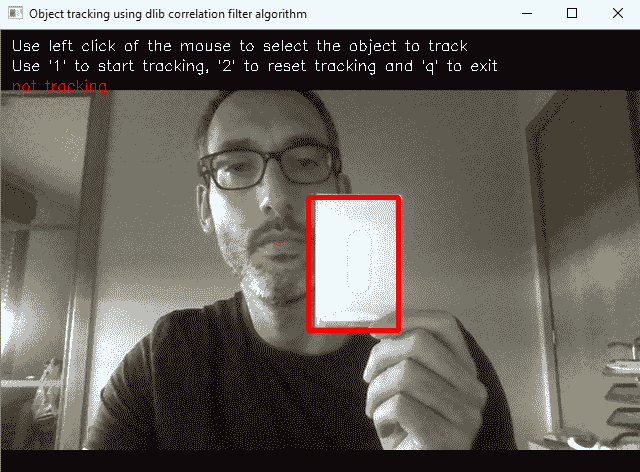 Object tracking using dlib correlation filter algorithm
Use left click of the mouse to select the object to track
Use '1' to start tracking, '2' to reset tracking and 'q' to exit
not tracking